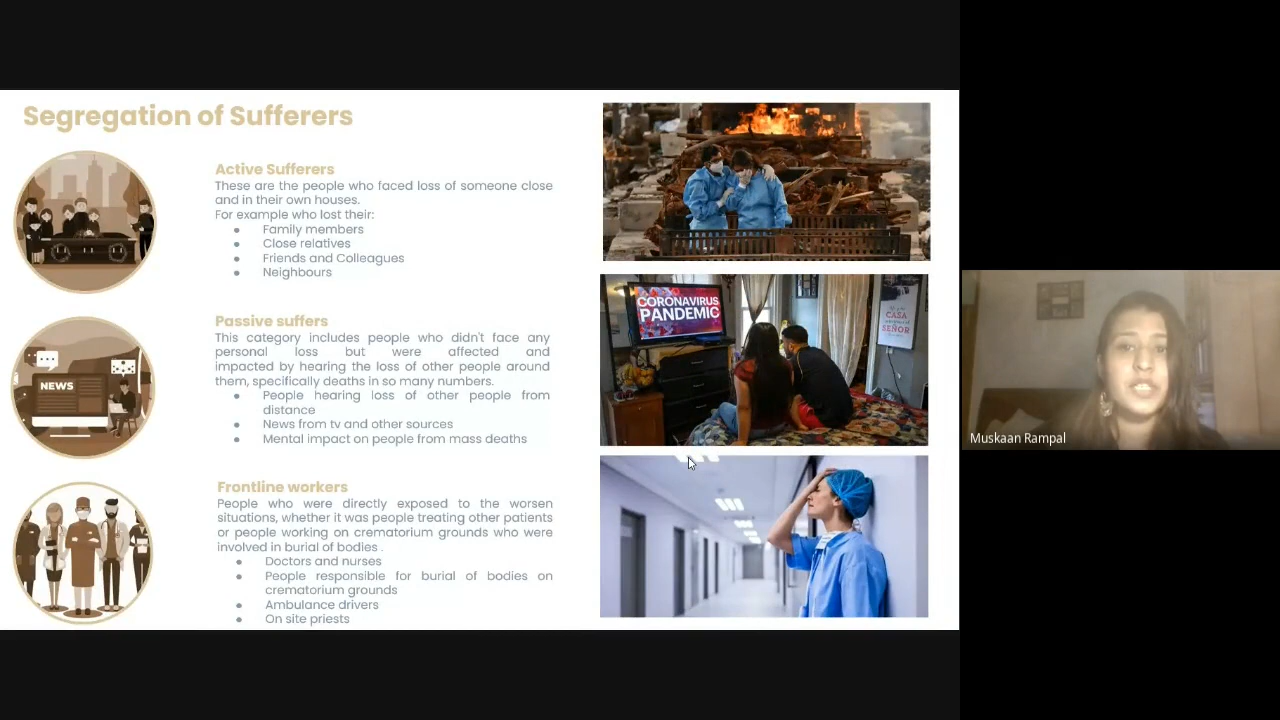 Segregation of Sufferers
Active Sufferers
These are the people who faced loss of someone close
and in their own houses.
For example who lost their:
● Family members
● Close relatives
● Friends and Colleagues
● Neighbours
Passive suffers
This category includes people who didn't face any
personal loss but were affected and
impacted by hearing the loss of other people around
them, specifically deaths in so many numbers.
● People hearing loss of other people from
distance
● News from tv and other sources
● Mental impact on people from mass deaths
Frontline workers
People who were directly exposed to the worsen
situations, whether it was people treating other patients
or people working on crematorium grounds who were
involved in burial of bodies .
● Doctors and nurses
● People responsible for burial of bodies on
crematorium grounds
● Ambulance drivers
● On site priests
NEWS
CORONAVIRUS
PANDEMIC
CASA
SEÑOR
Muskaan Rampal